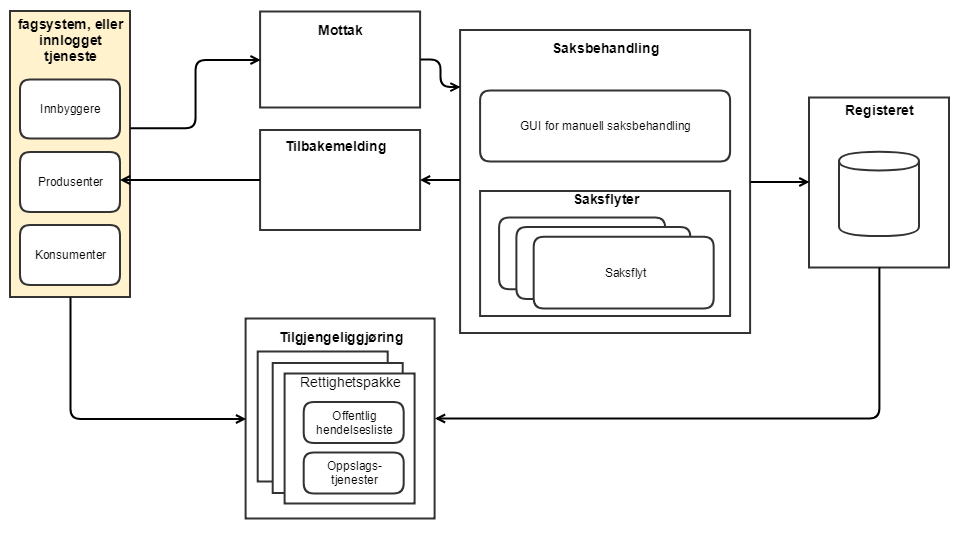 fagsystem, eller
innlogget
tjeneste
Innbyggere
Produsenter
Konsumenter
Mottak
Tilbakemelding
Saksbehandling
GUI for manuell saksbehandling
Saksflyter
Saksflyt
Registeret
Tilgjengeliggjøring
Rettighetspakke
Offentlig
hendelsesliste
Oppslags-
tjenester